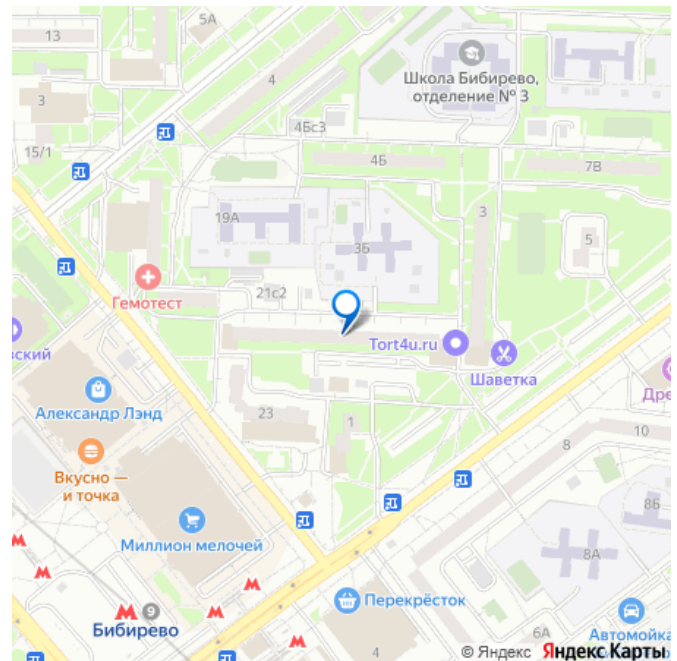 5А
13
4
3
Школа Бибирево,
отделение № 3
4Бс3
15/1
4Б
7В
19А
3
3Б
5
Гемотест
21с2
вский
Tort4u.ru
Шаветка
Дре
Александр Лэнд
23
1
10
8
Вкусно —
и точка
8Б
Миллион мелочей
8А
9
Бибирево
Перекрёсток
6А
Автомойка
4
© Яндекс Яндекс Карты